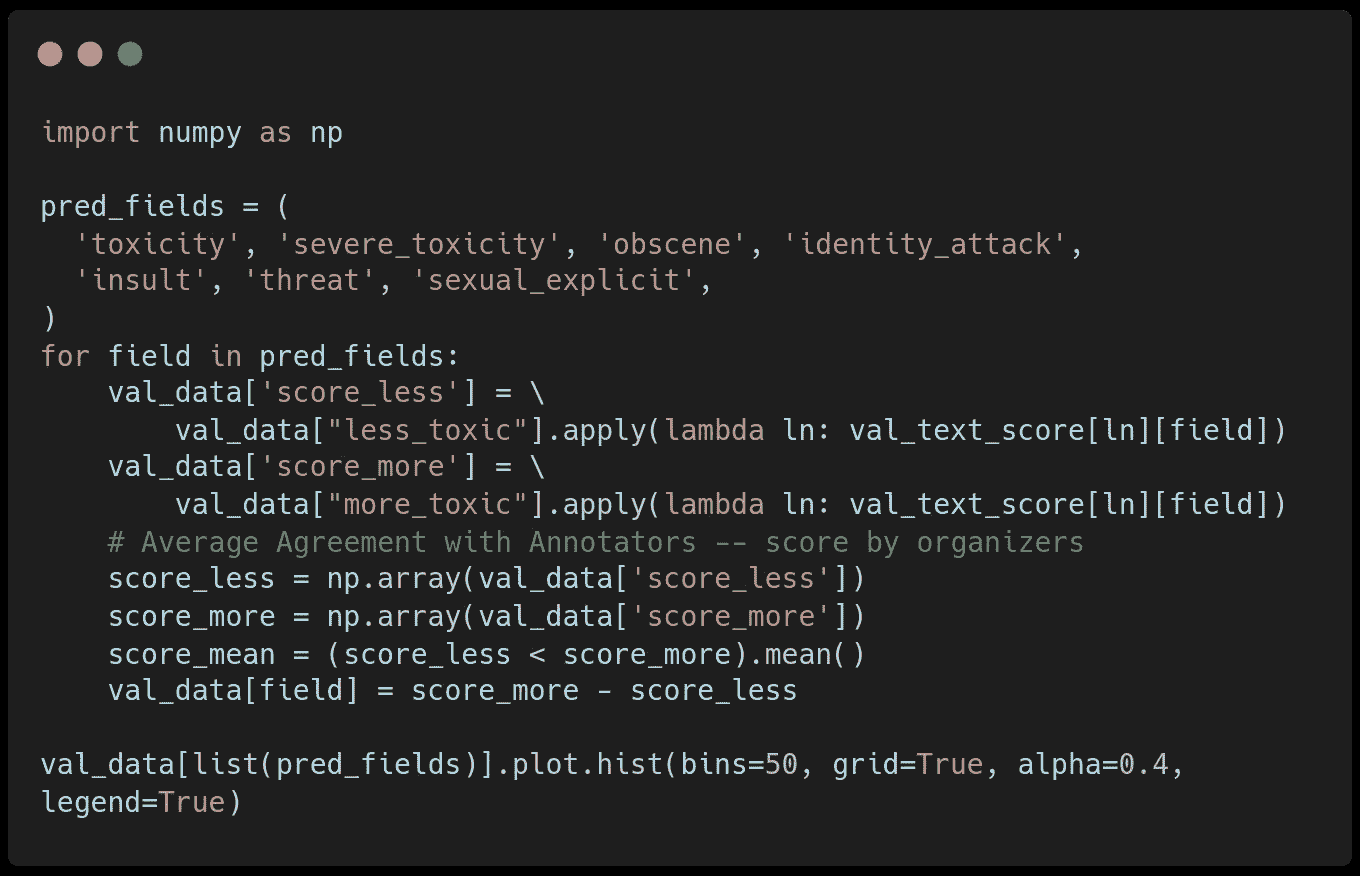 import numpy as np

pred_fields = (
  'toxicity', 'severe_toxicity', 'obscene', 'identity_attack',
  'insult', 'threat', 'sexual_explicit',
)
for field in pred_fields:
    val_data['score_less'] = \
        val_data["less_toxic"].apply(lambda ln: val_text_score[ln][field])
    val_data['score_more'] = \
        val_data["more_toxic"].apply(lambda ln: val_text_score[ln][field])
    # Average Agreement with Annotators -- score by organizers
    score_less = np.array(val_data['score_less'])
    score_more = np.array(val_data['score_more'])
    score_mean = (score_less < score_more).mean()
    val_data[field] = score_more - score_less

val_data[list(pred_fields)].plot.hist(bins=50, grid=True, alpha=0.4,
legend=True)